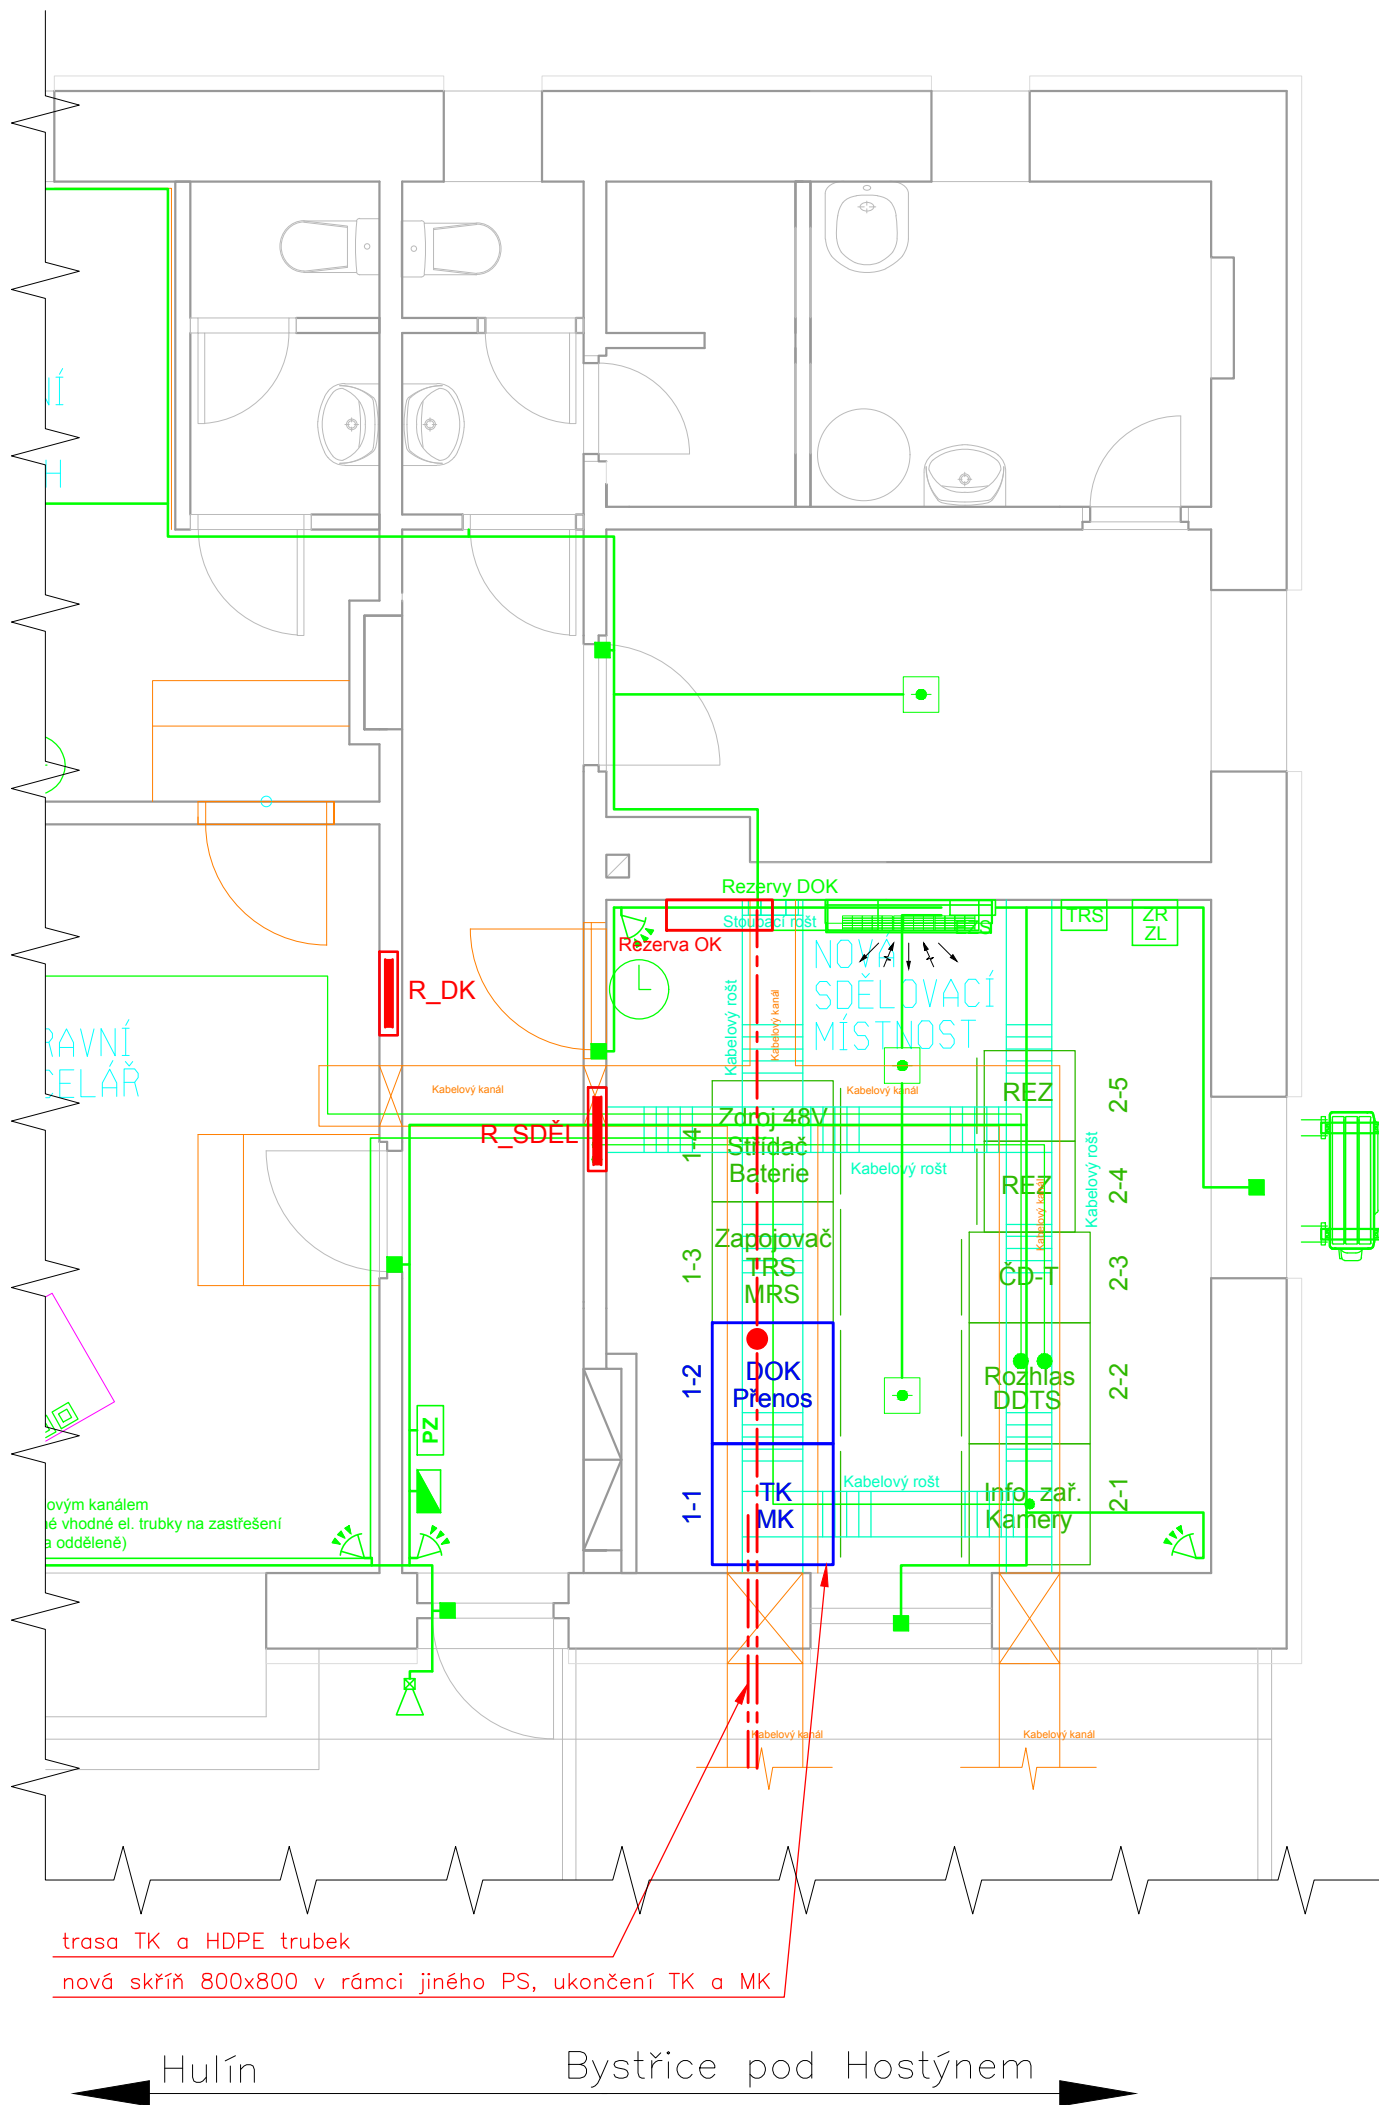 NÍ
H
Rezervy DOK
Stoupací rošt
Rezerva OK
TRS
ZR
ZL
NOVÁ
SDĚLOVACÍ
MÍSTNOST
R_DK
Kabelový rošt
Kabelový kanál
RAVNÍ
CELÁŘ
Kabelový kanál
Kabelový kanál
R_SDĚL
1-4
Zdroj 48V
Střídač
Baterie
Kabelový rošt
REZ
2-5
REZ
2-4
Kabelový kanál
Kabelový rošt
1-3
Zapojovač
TRS
MRS
ČD-T
2-3
1-2
DOK
Přenos
Rozhlas
DDTS
2-2
PZ
1-1
TK
MK
Kabelový rošt
Info. zař.
Kamery
2-1
ovým kanálem
né vhodné el. trubky na zastřešení
a odděleně)
Kabelový kanál
Kabelový kanál
trasa TK a HDPE trubek
nová skříň 800x800 v rámci jiného PS, ukončení TK a MK
Hulín
Bystřice pod Hostýnem